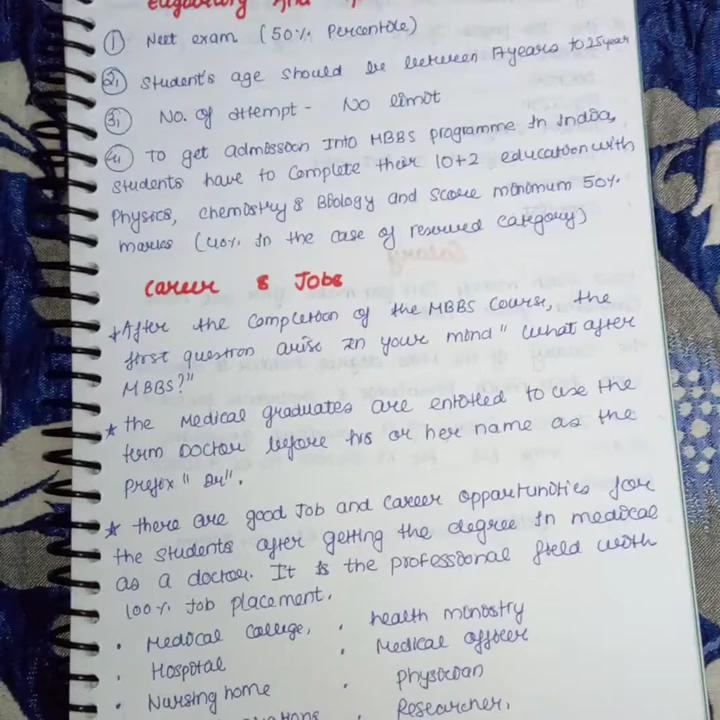 ① Neet exam (50% Percentile)
②, Student's age should be between 17years to 25year
③, No. of attempt - No limit
④, To get admission Into MBBS programme In India,
students have to complete their 10+2 education with
Physics, chemistry & Biology and Score minimum 50%
marks (40% In the case of reserved category)
Career & Jobs
* After the completion of the MBBS course, the
first question arise In your mind "What after
MBBS?"
* The Medical graduates are entitled to use the
term Doctor before his or her name as the
prefix "Dr".
* There are good Job and career opportunities for
the students after getting the degree In medical
as a doctor. It is the professional field with
100% Job placement.
• Medical College, • health ministry
• Hospital • Medical officer
• Nursing home • Physician
Researcher,